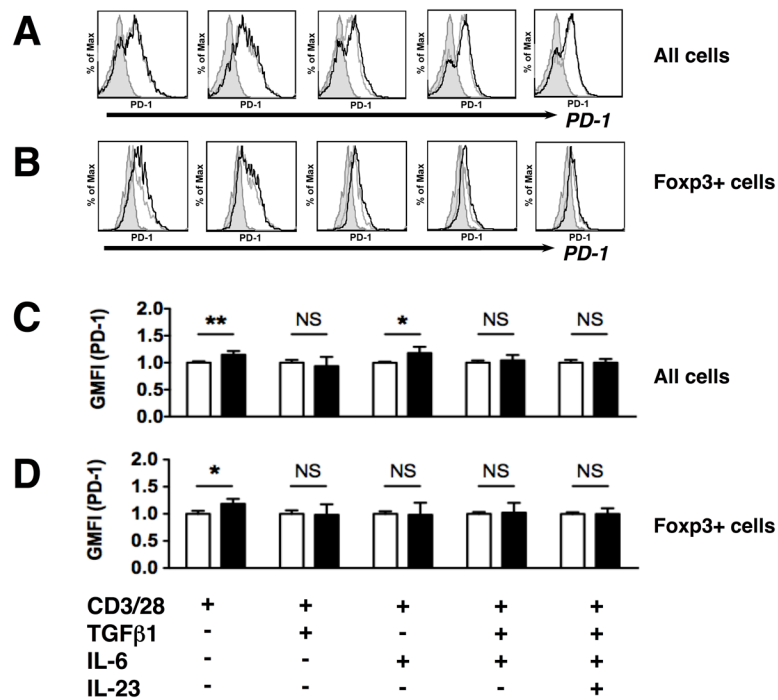 A
% of Max % of Max % of Max % of Max % of Max
All cells
PD-1 PD-1 PD-1 PD-1 PD-1
PD-1
B
% of Max % of Max % of Max % of Max % of Max
Foxp3+ cells
PD-1 PD-1 PD-1 PD-1 PD-1
PD-1
C
GMFI (PD-1)
2.0
1.5
1.0
0.5
0.0
** NS * NS NS
All cells
D
GMFI (PD-1)
2.0
1.5
1.0
0.5
0.0
* NS NS NS NS
Foxp3+ cells
CD3/28 + + + + +
TGFβ1 - + - + +
IL-6 - - + + +
IL-23 - - - - +